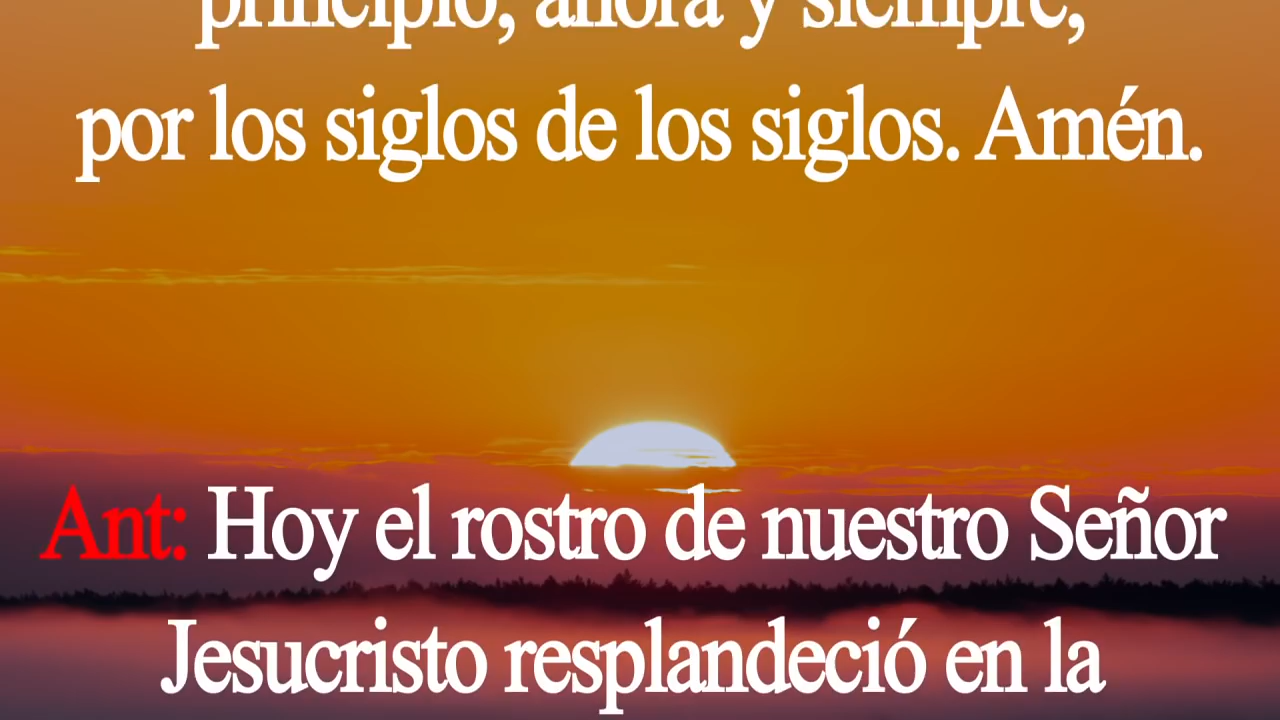 principio, ahora y siempre,
por los siglos de los siglos. Amén.
Ant: Hoy el rostro de nuestro Señor
Jesucristo resplandeció en la